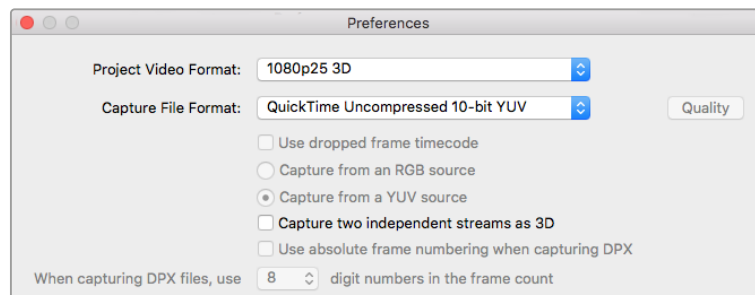 Preferences
Project Video Format: 1080p25 3D
Capture File Format: QuickTime Uncompressed 10-bit YUV Quality
Use dropped frame timecode
Capture from an RGB source
Capture from a YUV source
Capture two independent streams as 3D
Use absolute frame numbering when capturing DPX
When capturing DPX files, use 8 digit numbers in the frame count